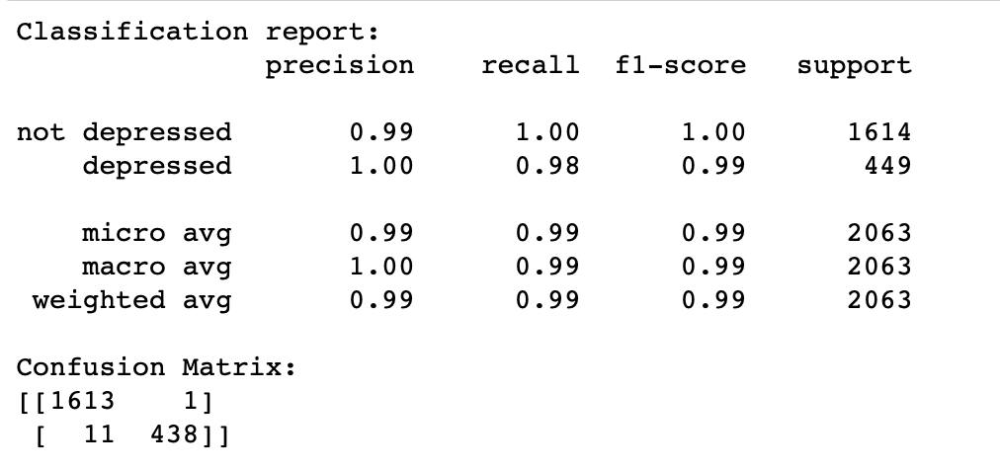 Classification report:
precision recall f1-score support
not depressed 0.99 1.00 1.00 1614
depressed 1.00 0.98 0.99 449
micro avg 0.99 0.99 0.99 2063
macro avg 1.00 0.99 0.99 2063
weighted avg 0.99 0.99 0.99 2063
Confusion Matrix:
[[1613 1]
[ 11 438]]